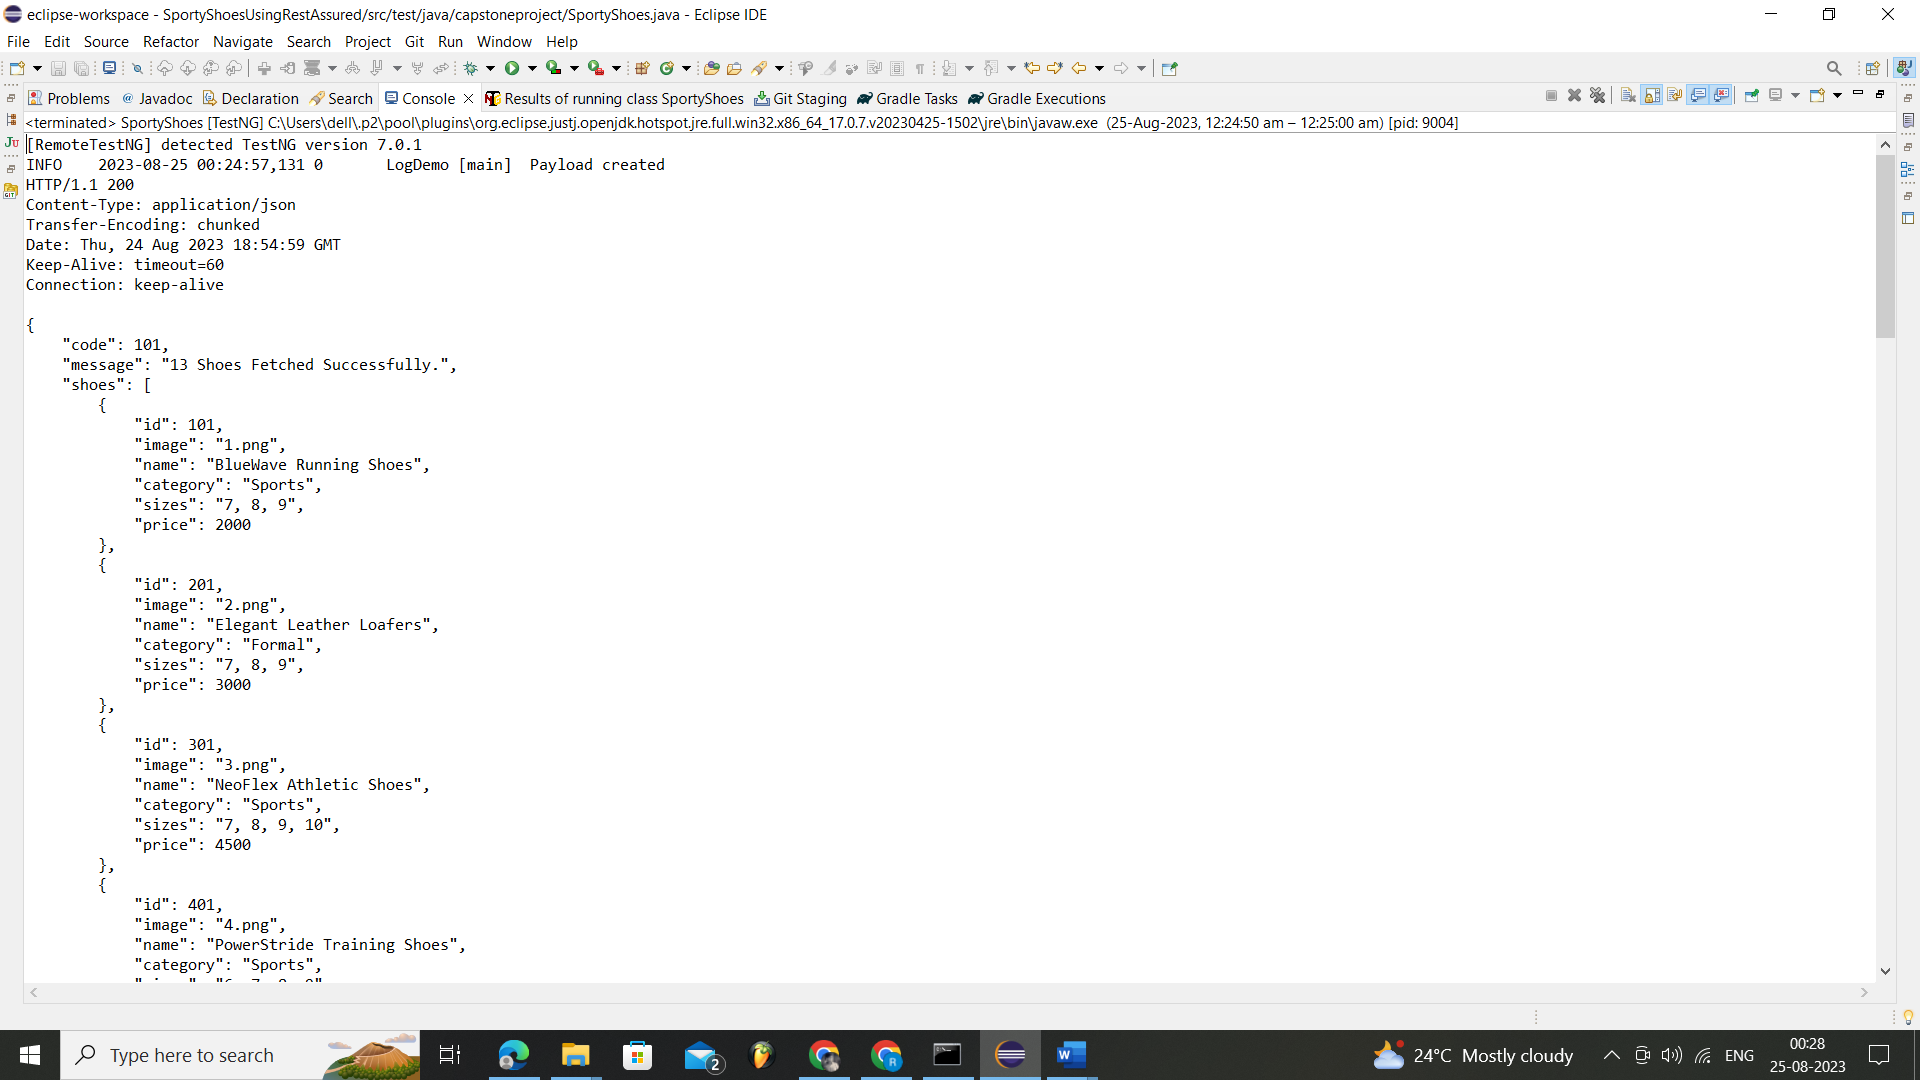 eclipse-workspace - SportyShoesUsingRestAssured/src/test/java/capstoneproject/SportyShoes.java - Eclipse IDE
File Edit Source Refactor Navigate Search Project Git Run Window Help
Problems @ Javadoc Declaration Search Console Results of running class SportyShoes Git Staging Gradle Tasks Gradle Executions
<terminated> SportyShoes [TestNG] C:\Users\dell\.p2\pool\plugins\org.eclipse.justj.openjdk.hotspot.jre.full.win32.x86_64_17.0.7.v20230425-1502\jre\bin\javaw.exe (25-Aug-2023, 12:24:50 am – 12:25:00 am) [pid: 9004]
[RemoteTestNG] detected TestNG version 7.0.1
INFO    2023-08-25 00:24:57,131 0       LogDemo [main]  Payload created
HTTP/1.1 200
Content-Type: application/json
Transfer-Encoding: chunked
Date: Thu, 24 Aug 2023 18:54:59 GMT
Keep-Alive: timeout=60
Connection: keep-alive
{
    "code": 101,
    "message": "13 Shoes Fetched Successfully.",
    "shoes": [
        {
            "id": 101,
            "image": "1.png",
            "name": "BlueWave Running Shoes",
            "category": "Sports",
            "sizes": "7, 8, 9",
            "price": 2000
        },
        {
            "id": 201,
            "image": "2.png",
            "name": "Elegant Leather Loafers",
            "category": "Formal",
            "sizes": "7, 8, 9",
            "price": 3000
        },
        {
            "id": 301,
            "image": "3.png",
            "name": "NeoFlex Athletic Shoes",
            "category": "Sports",
            "sizes": "7, 8, 9, 10",
            "price": 4500
        },
        {
            "id": 401,
            "image": "4.png",
            "name": "PowerStride Training Shoes",
            "category": "Sports",
Type here to search
2
24°C Mostly cloudy
ENG
00:28
25-08-2023